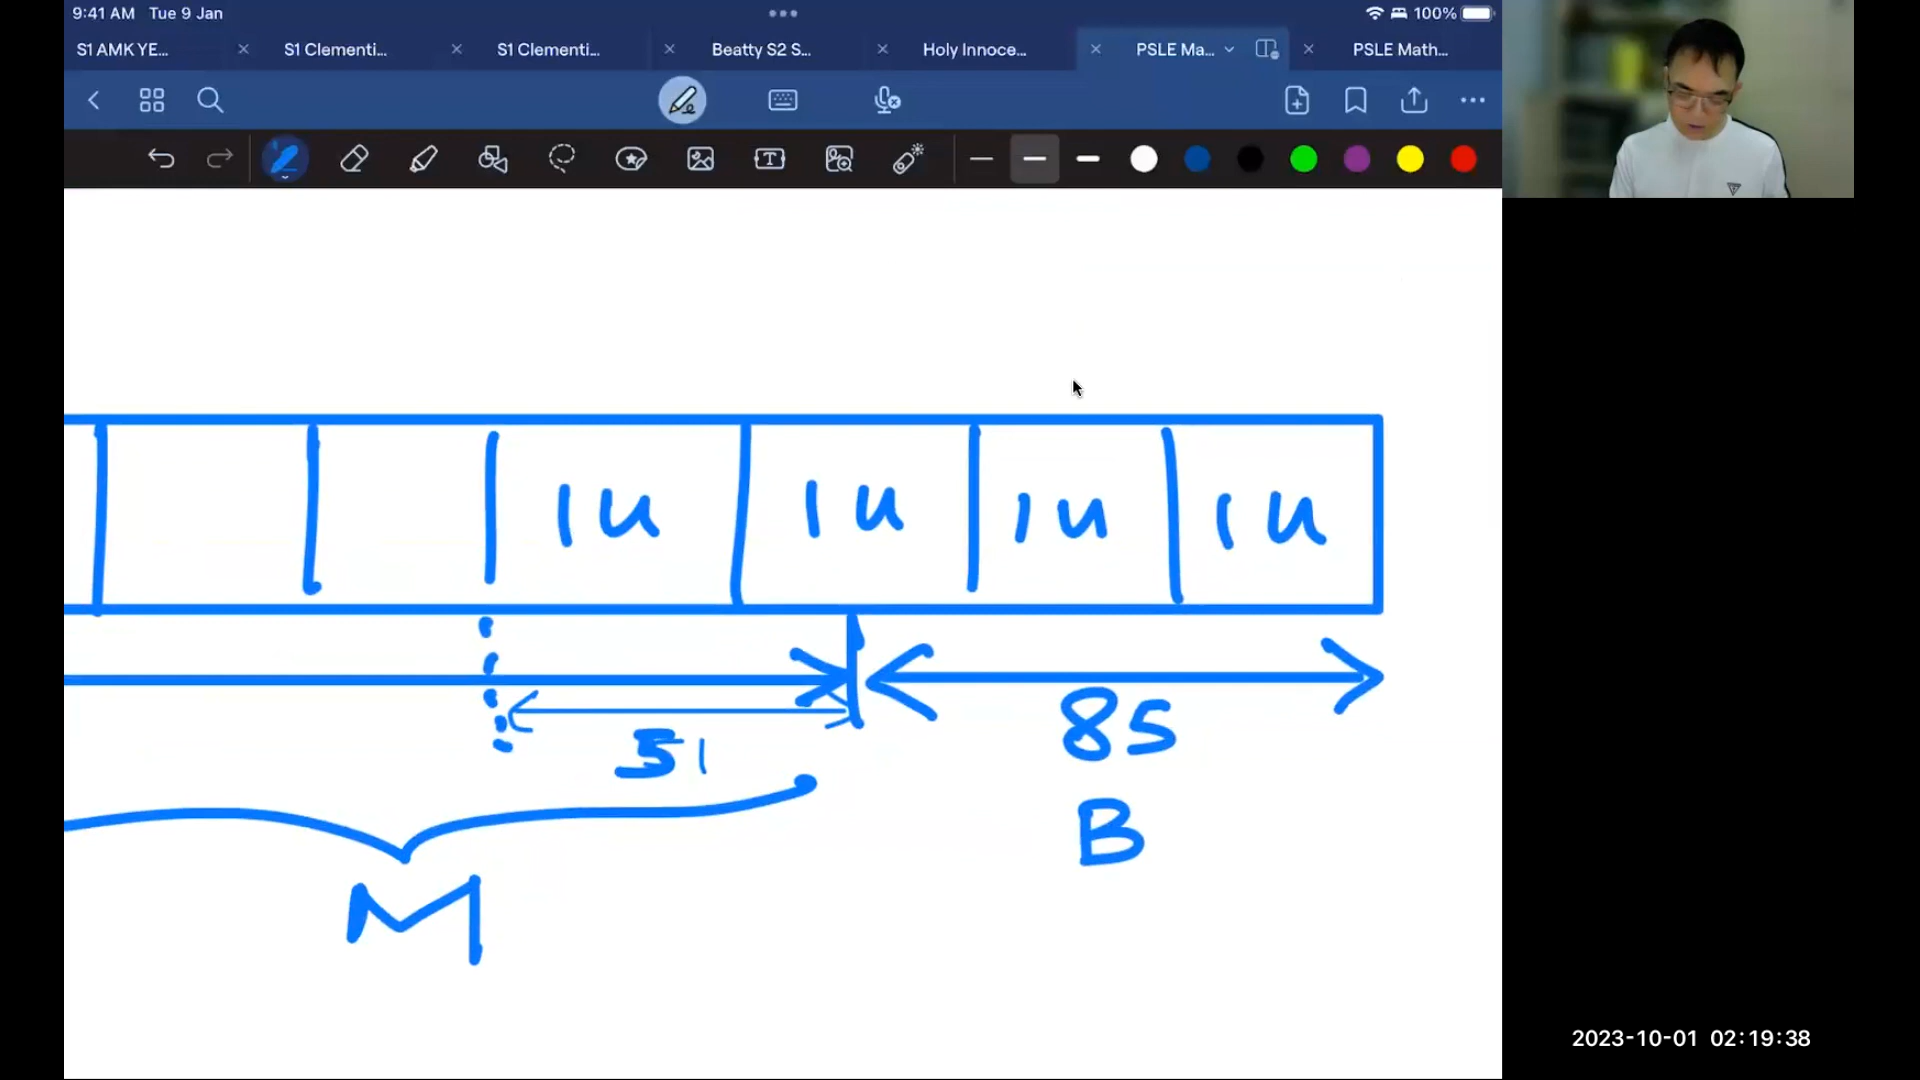 9:41 AM Tue 9 Jan
100%
S1 AMK YE...
S1 Clementi...
S1 Clementi...
Beatty S2 S...
Holy Innoce...
PSLE Ma...
PSLE Math...
1u 1u 1u 1u
51
85
B
M
2023-10-01 02:19:38